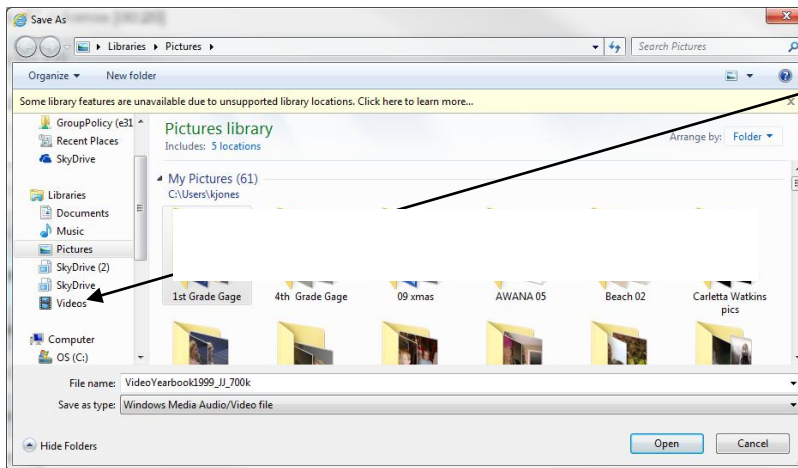 Save As
Libraries Pictures
Search Pictures
Organize New folder
Some library features are unavailable due to unsupported library locations. Click here to learn more...
GroupPolicy (e31
Recent Places
SkyDrive
Libraries
Documents
Music
Pictures
SkyDrive (2)
SkyDrive
Videos
Computer
OS (C:)
Pictures library
Includes: 5 locations
Arrange by: Folder
My Pictures (61)
C:\Users\kjones
1st Grade Gage
4th Grade Gage
09 xmas
AWANA 05
Beach 02
Carletta Watkins
pics
File name: VideoYearbook1999_JJ_700k
Save as type: Windows Media Audio/Video file
Hide Folders
Open
Cancel